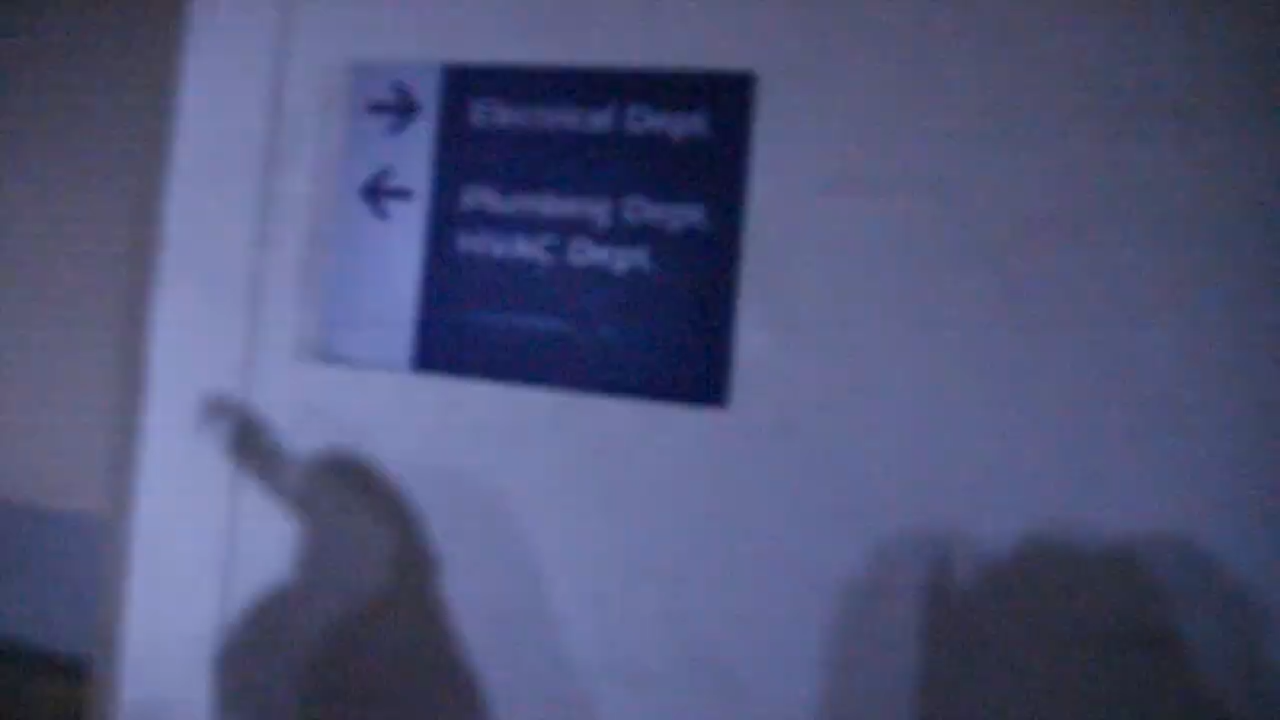 → Electrical Dept.
← Plumbing Dept.
HVAC Dept.